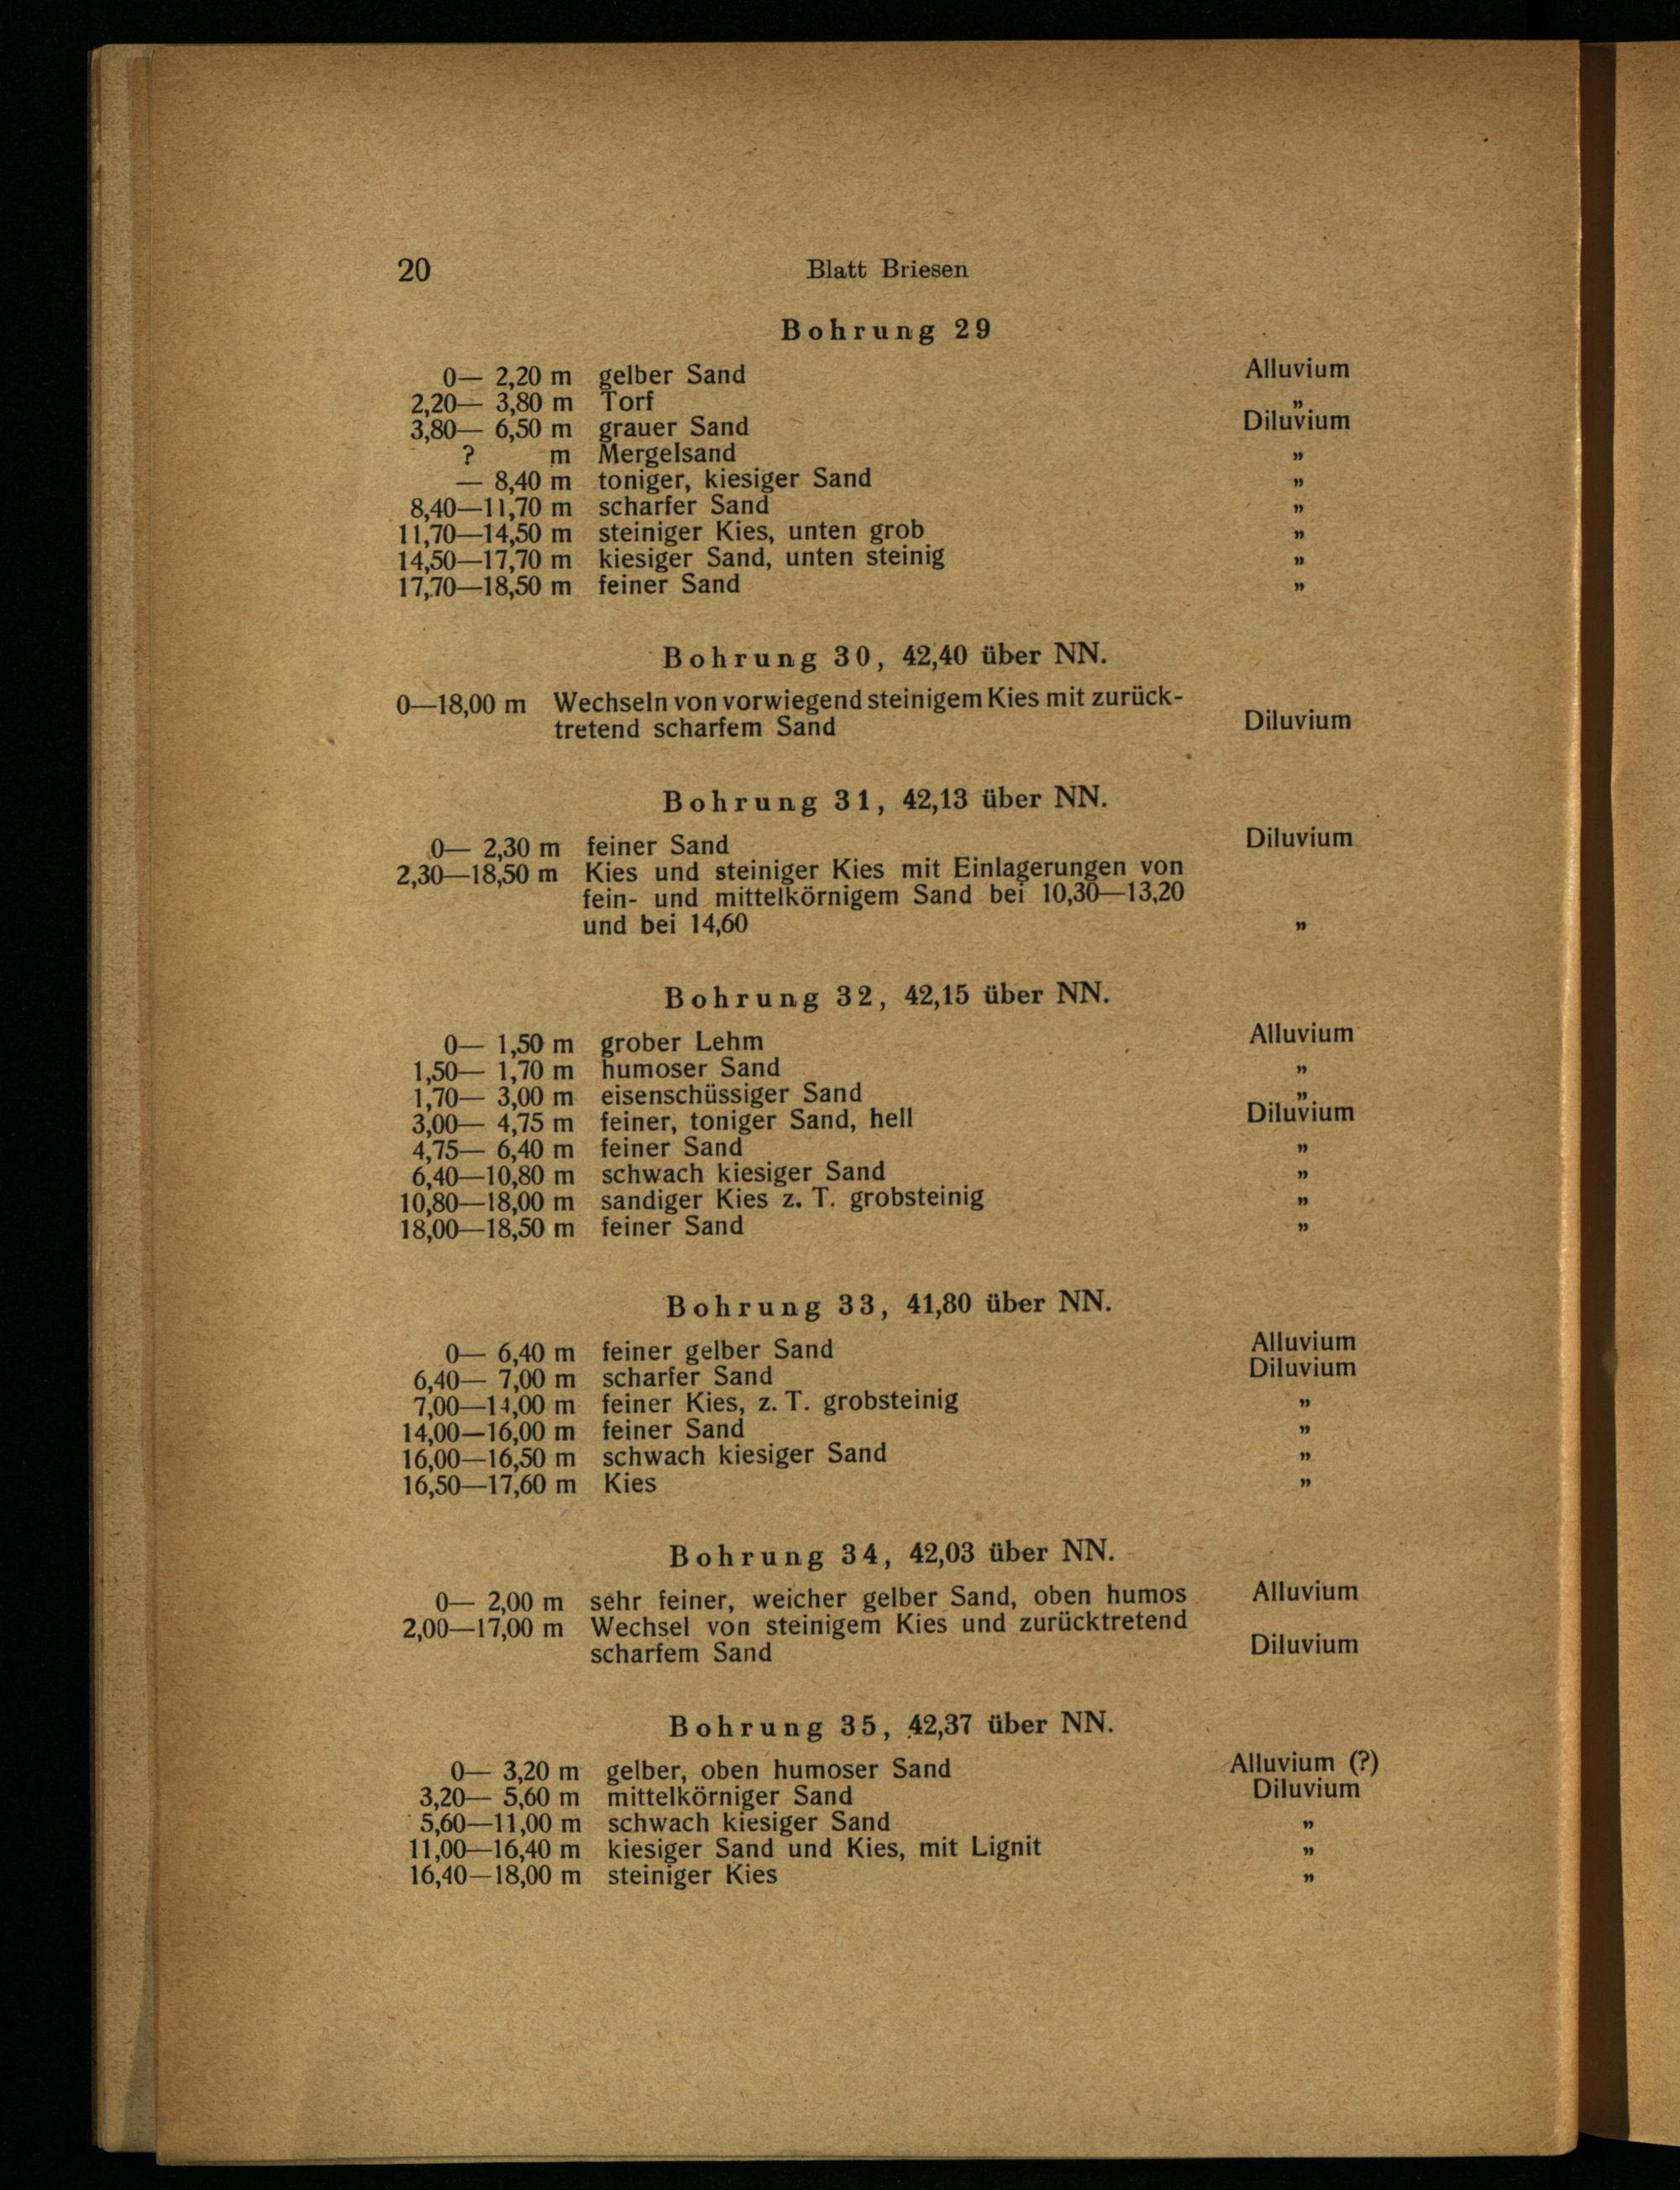 20 Blatt Briesen
Bohrung 29
0— 2,20 m gelber Sand Alluvium
2,20— 3,80 m Torf „
3,80— 6,50 m grauer Sand Diluvium
? m Mergelsand „
— 8,40 m toniger, kiesiger Sand „
8,40—11,70 m scharfer Sand „
11,70—14,50 m steiniger Kies, unten grob „
14,50—17,70 m kiesiger Sand, unten steinig „
17,70—18,50 m feiner Sand „
Bohrung 30, 42,40 über NN.
0—18,00 m Wechseln von vorwiegend steinigem Kies mit zurück-
tretend scharfem Sand Diluvium
Bohrung 31, 42,13 über NN.
0— 2,30 m feiner Sand Diluvium
2,30—18,50 m Kies und steiniger Kies mit Einlagerungen von
fein- und mittelkörnigem Sand bei 10,30—13,20
und bei 14,60 „
Bohrung 32, 42,15 über NN.
0— 1,50 m grober Lehm Alluvium
1,50— 1,70 m humoser Sand „
1,70— 3,00 m eisenschüssiger Sand „
3,00— 4,75 m feiner, toniger Sand, hell Diluvium
4,75— 6,40 m feiner Sand „
6,40—10,80 m schwach kiesiger Sand „
10,80—18,00 m sandiger Kies z. T. grobsteinig „
18,00—18,50 m feiner Sand „
Bohrung 33, 41,80 über NN.
0— 6,40 m feiner gelber Sand Alluvium
6,40— 7,00 m scharfer Sand Diluvium
7,00—14,00 m feiner Kies, z. T. grobsteinig „
14,00—16,00 m feiner Sand „
16,00—16,50 m schwach kiesiger Sand „
16,50—17,60 m Kies „
Bohrung 34, 42,03 über NN.
0— 2,00 m sehr feiner, weicher gelber Sand, oben humos Alluvium
2,00—17,00 m Wechsel von steinigem Kies und zurücktretend
scharfem Sand Diluvium
Bohrung 35, 42,37 über NN.
0— 3,20 m gelber, oben humoser Sand Alluvium (?)
3,20— 5,60 m mittelkörniger Sand Diluvium
5,60—11,00 m schwach kiesiger Sand „
11,00—16,40 m kiesiger Sand und Kies, mit Lignit „
16,40—18,00 m steiniger Kies „